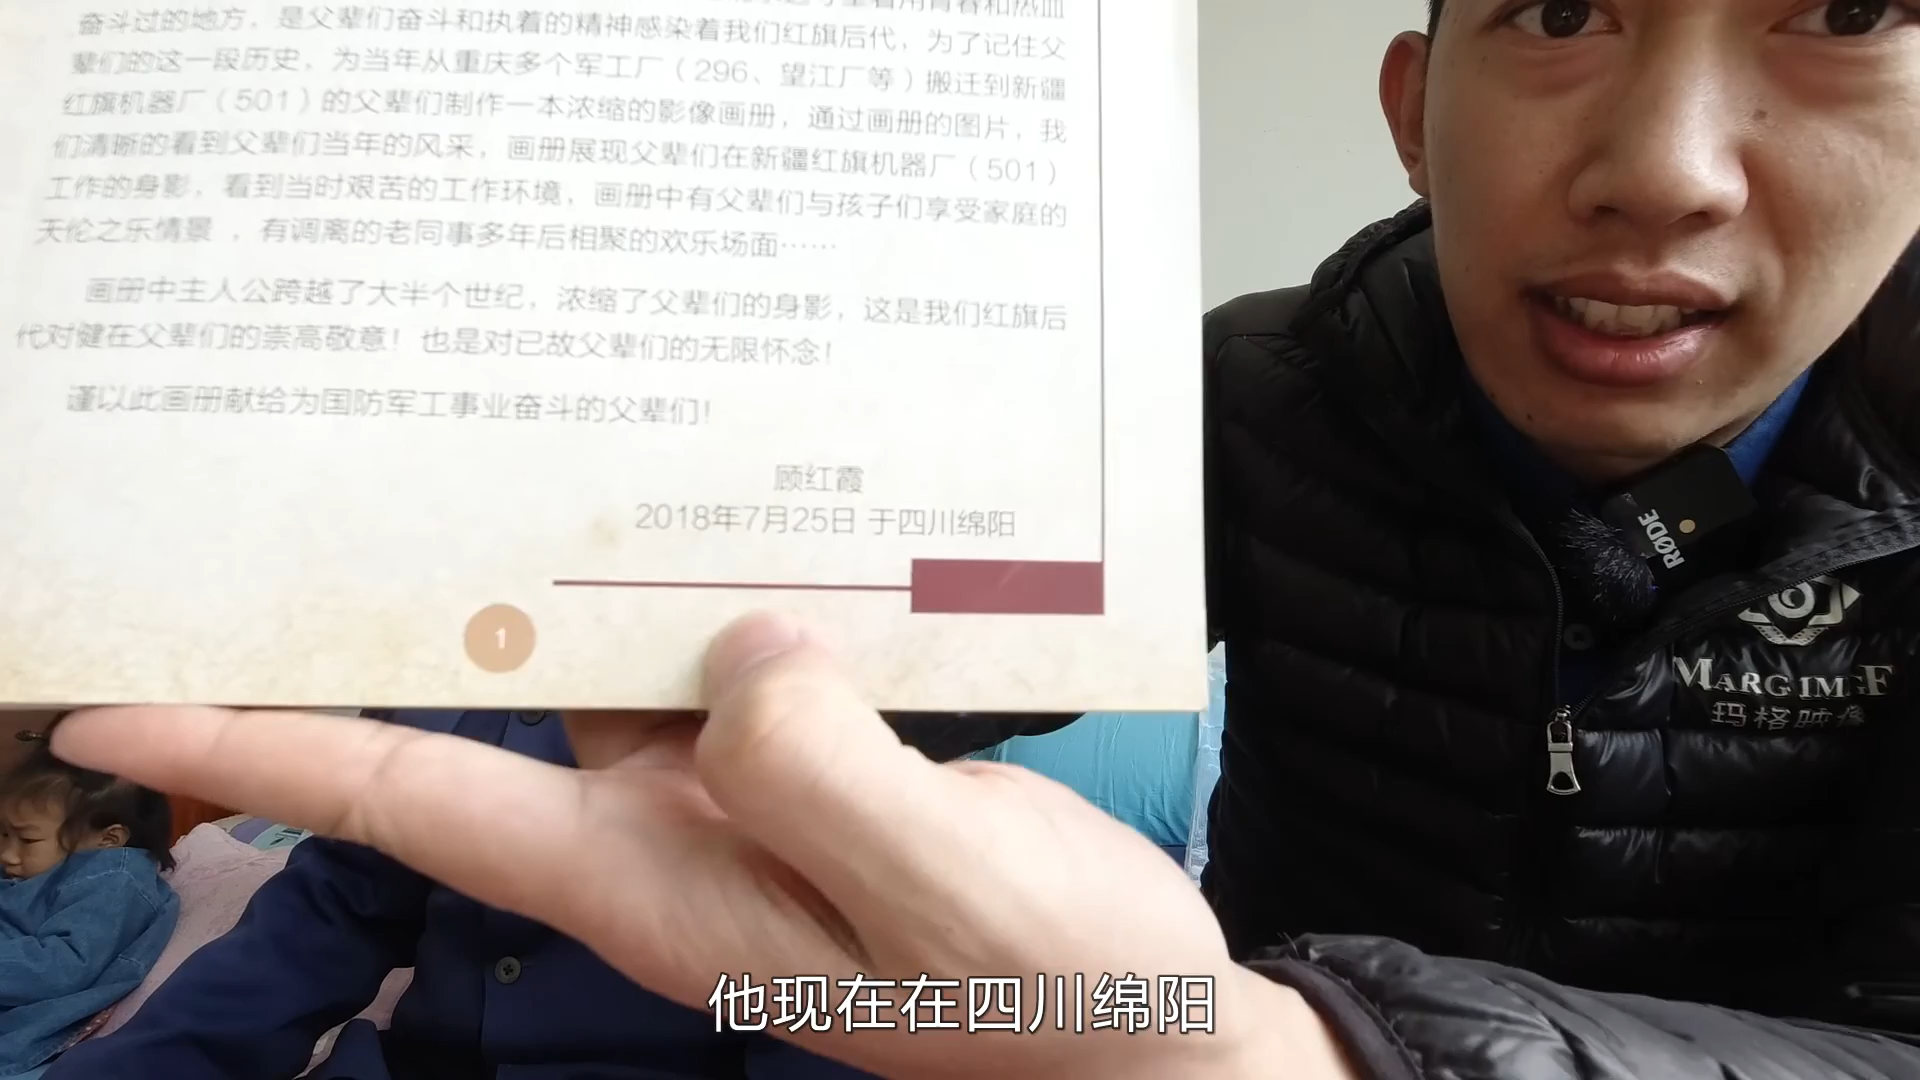 着用青春和热血
奋斗过的地方，是父辈们奋斗和执着的精神感染着我们红旗后代，为了记住父
辈们的这一段历史，为当年从重庆多个军工厂（296、望江厂等）搬迁到新疆
红旗机器厂（501）的父辈们制作一本浓缩的影像画册，通过画册的图片，我
们清晰的看到父辈们当年的风采，画册展现父辈们在新疆红旗机器厂（501）
工作的身影，看到当时艰苦的工作环境，画册中有父辈们与孩子们享受家庭的
天伦之乐情景 ，有调离的老同事多年后相聚的欢乐场面……
画册中主人公跨越了大半个世纪，浓缩了父辈们的身影，这是我们红旗后
代对健在父辈们的崇高敬意！也是对已故父辈们的无限怀念！
谨以此画册献给为国防军工事业奋斗的父辈们！
顾红霞
2018年7月25日 于四川绵阳
1
RØDE
MARGIMGF
玛格映像
他现在在四川绵阳